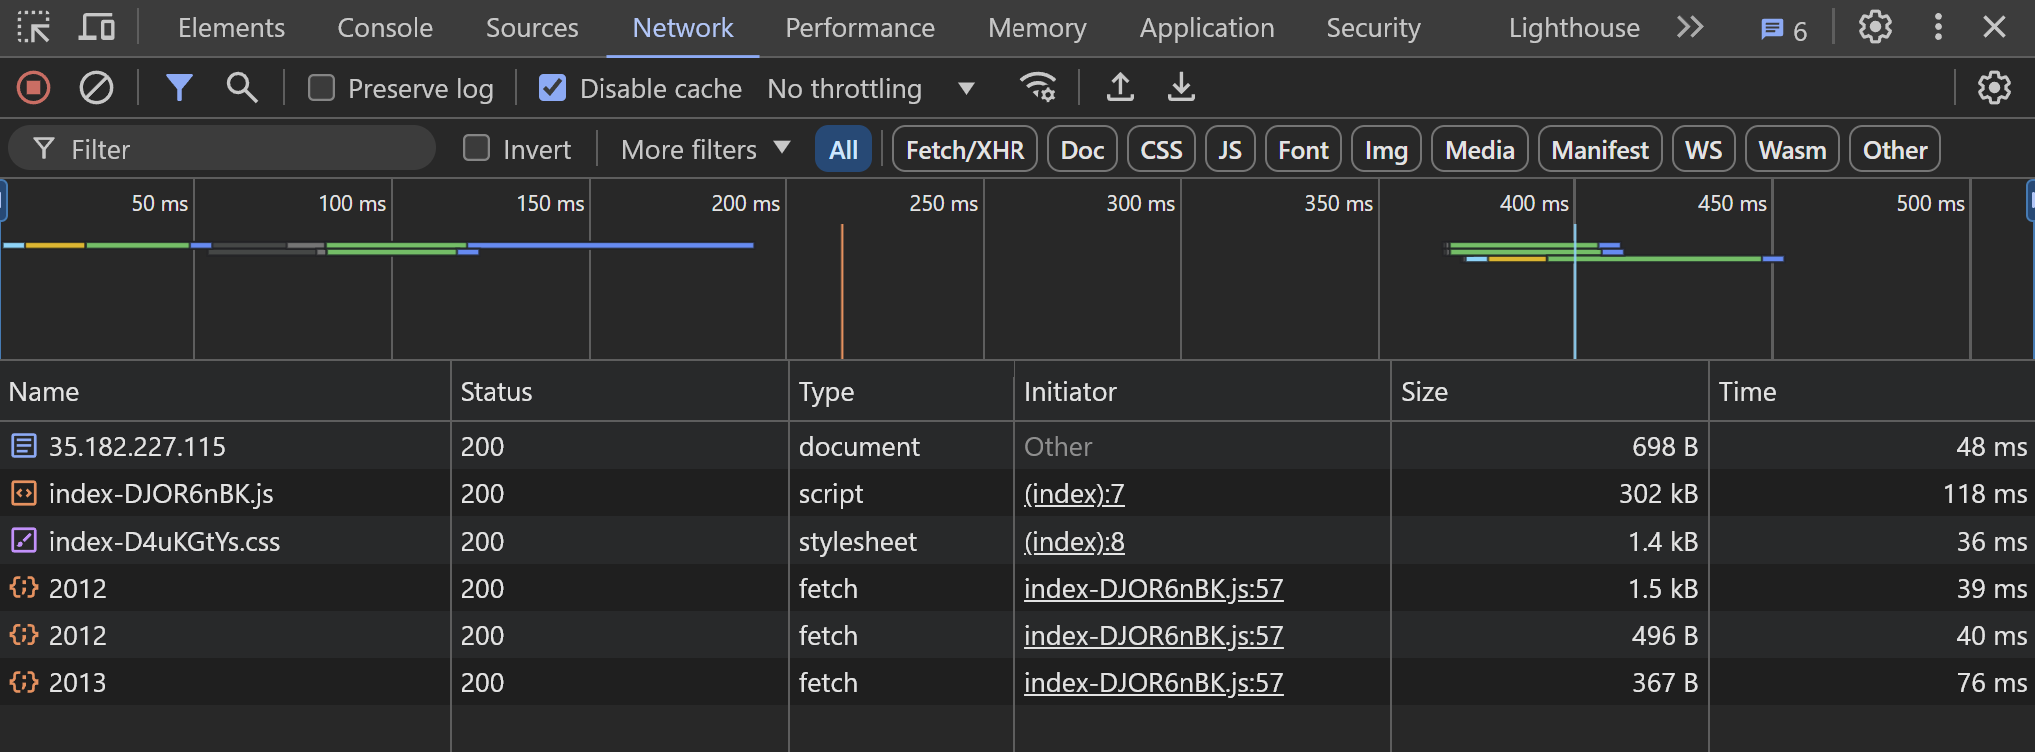 Elements Console Sources Network Performance Memory Application Security Lighthouse 6
Preserve log Disable cache No throttling
Filter Invert More filters All Fetch/XHR Doc CSS JS Font Img Media Manifest WS Wasm Other
50 ms 100 ms 150 ms 200 ms 250 ms 300 ms 350 ms 400 ms 450 ms 500 ms
Name Status Type Initiator Size Time
35.182.227.115 200 document Other 698 B 48 ms
index-DJOR6nBK.js 200 script (index):7 302 kB 118 ms
index-D4uKGtYs.css 200 stylesheet (index):8 1.4 kB 36 ms
2012 200 fetch index-DJOR6nBK.js:57 1.5 kB 39 ms
2012 200 fetch index-DJOR6nBK.js:57 496 B 40 ms
2013 200 fetch index-DJOR6nBK.js:57 367 B 76 ms